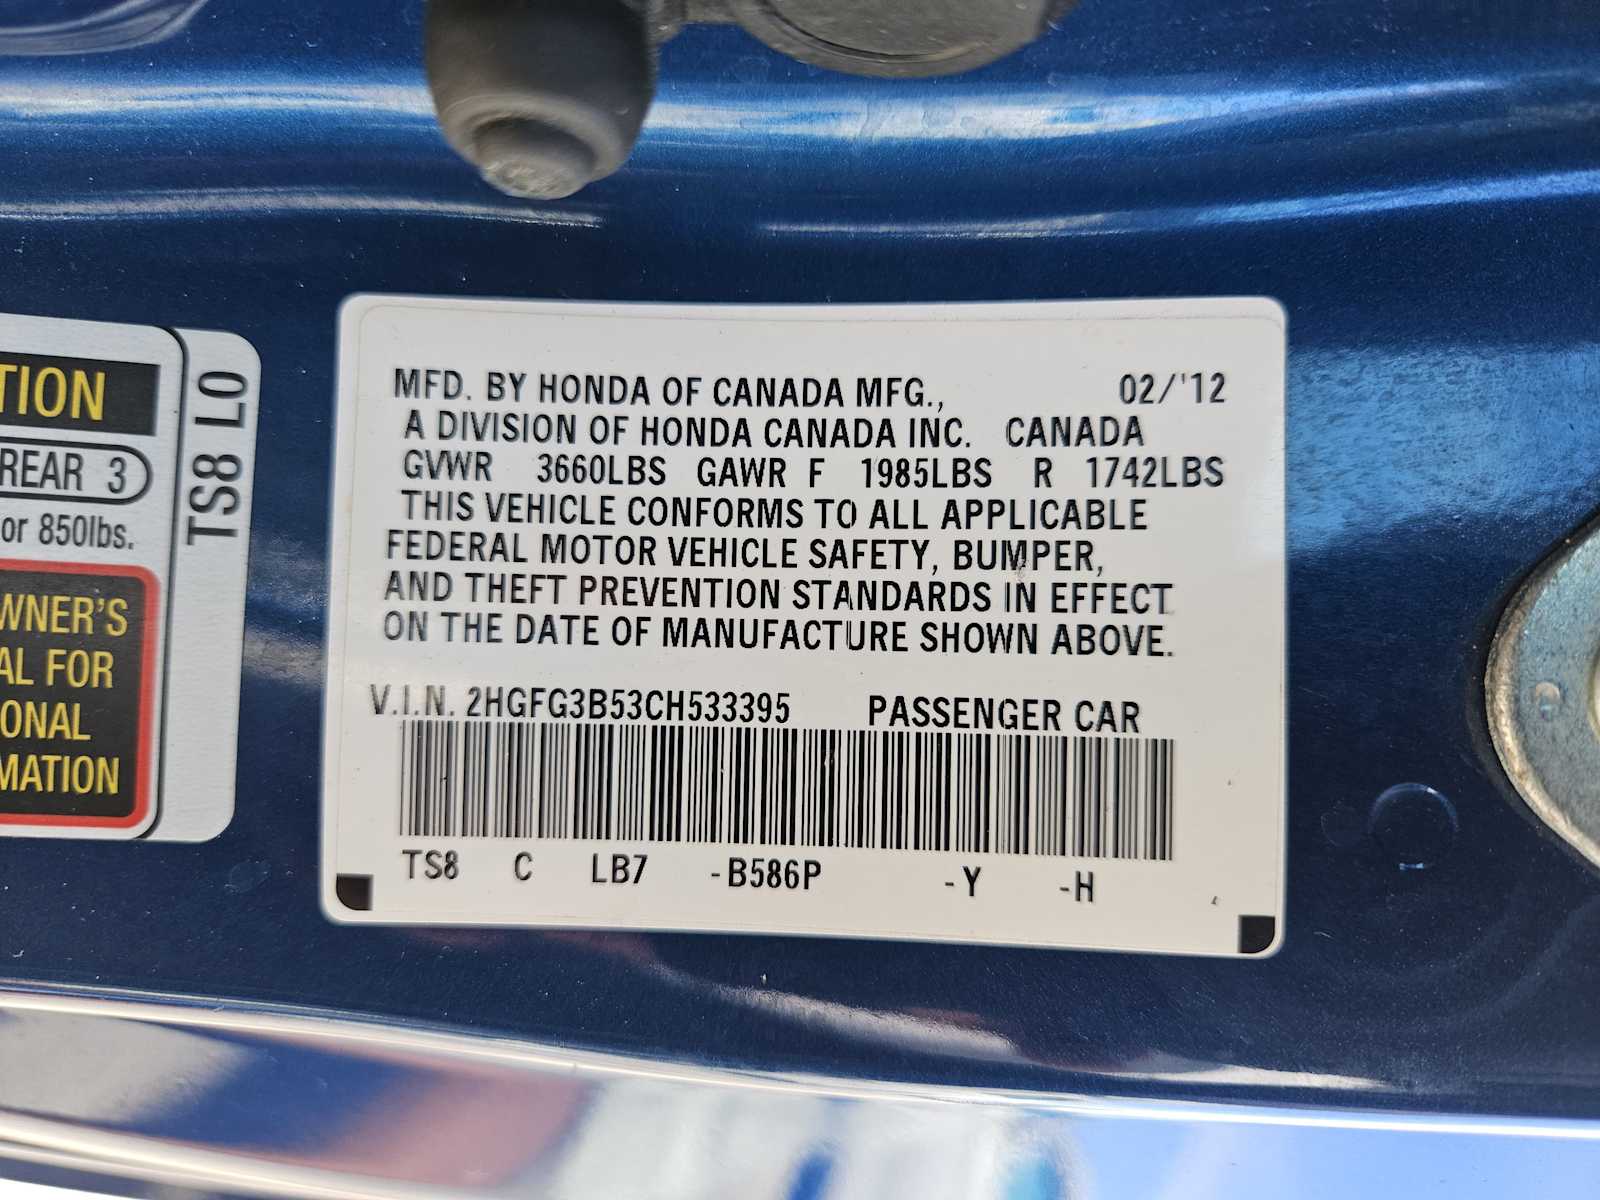 TION
REAR 3
or 850lbs.
WNER'S
AL FOR
ONAL
MATION
TS8 L0
MFD. BY HONDA OF CANADA MFG., 02/'12
A DIVISION OF HONDA CANADA INC. CANADA
GVWR 3660LBS GAWR F 1985LBS R 1742LBS
THIS VEHICLE CONFORMS TO ALL APPLICABLE
FEDERAL MOTOR VEHICLE SAFETY, BUMPER,
AND THEFT PREVENTION STANDARDS IN EFFECT
ON THE DATE OF MANUFACTURE SHOWN ABOVE.
V.I.N. 2HGFG3B53CH533395 PASSENGER CAR
TS8 C LB7 -B586P -Y -H